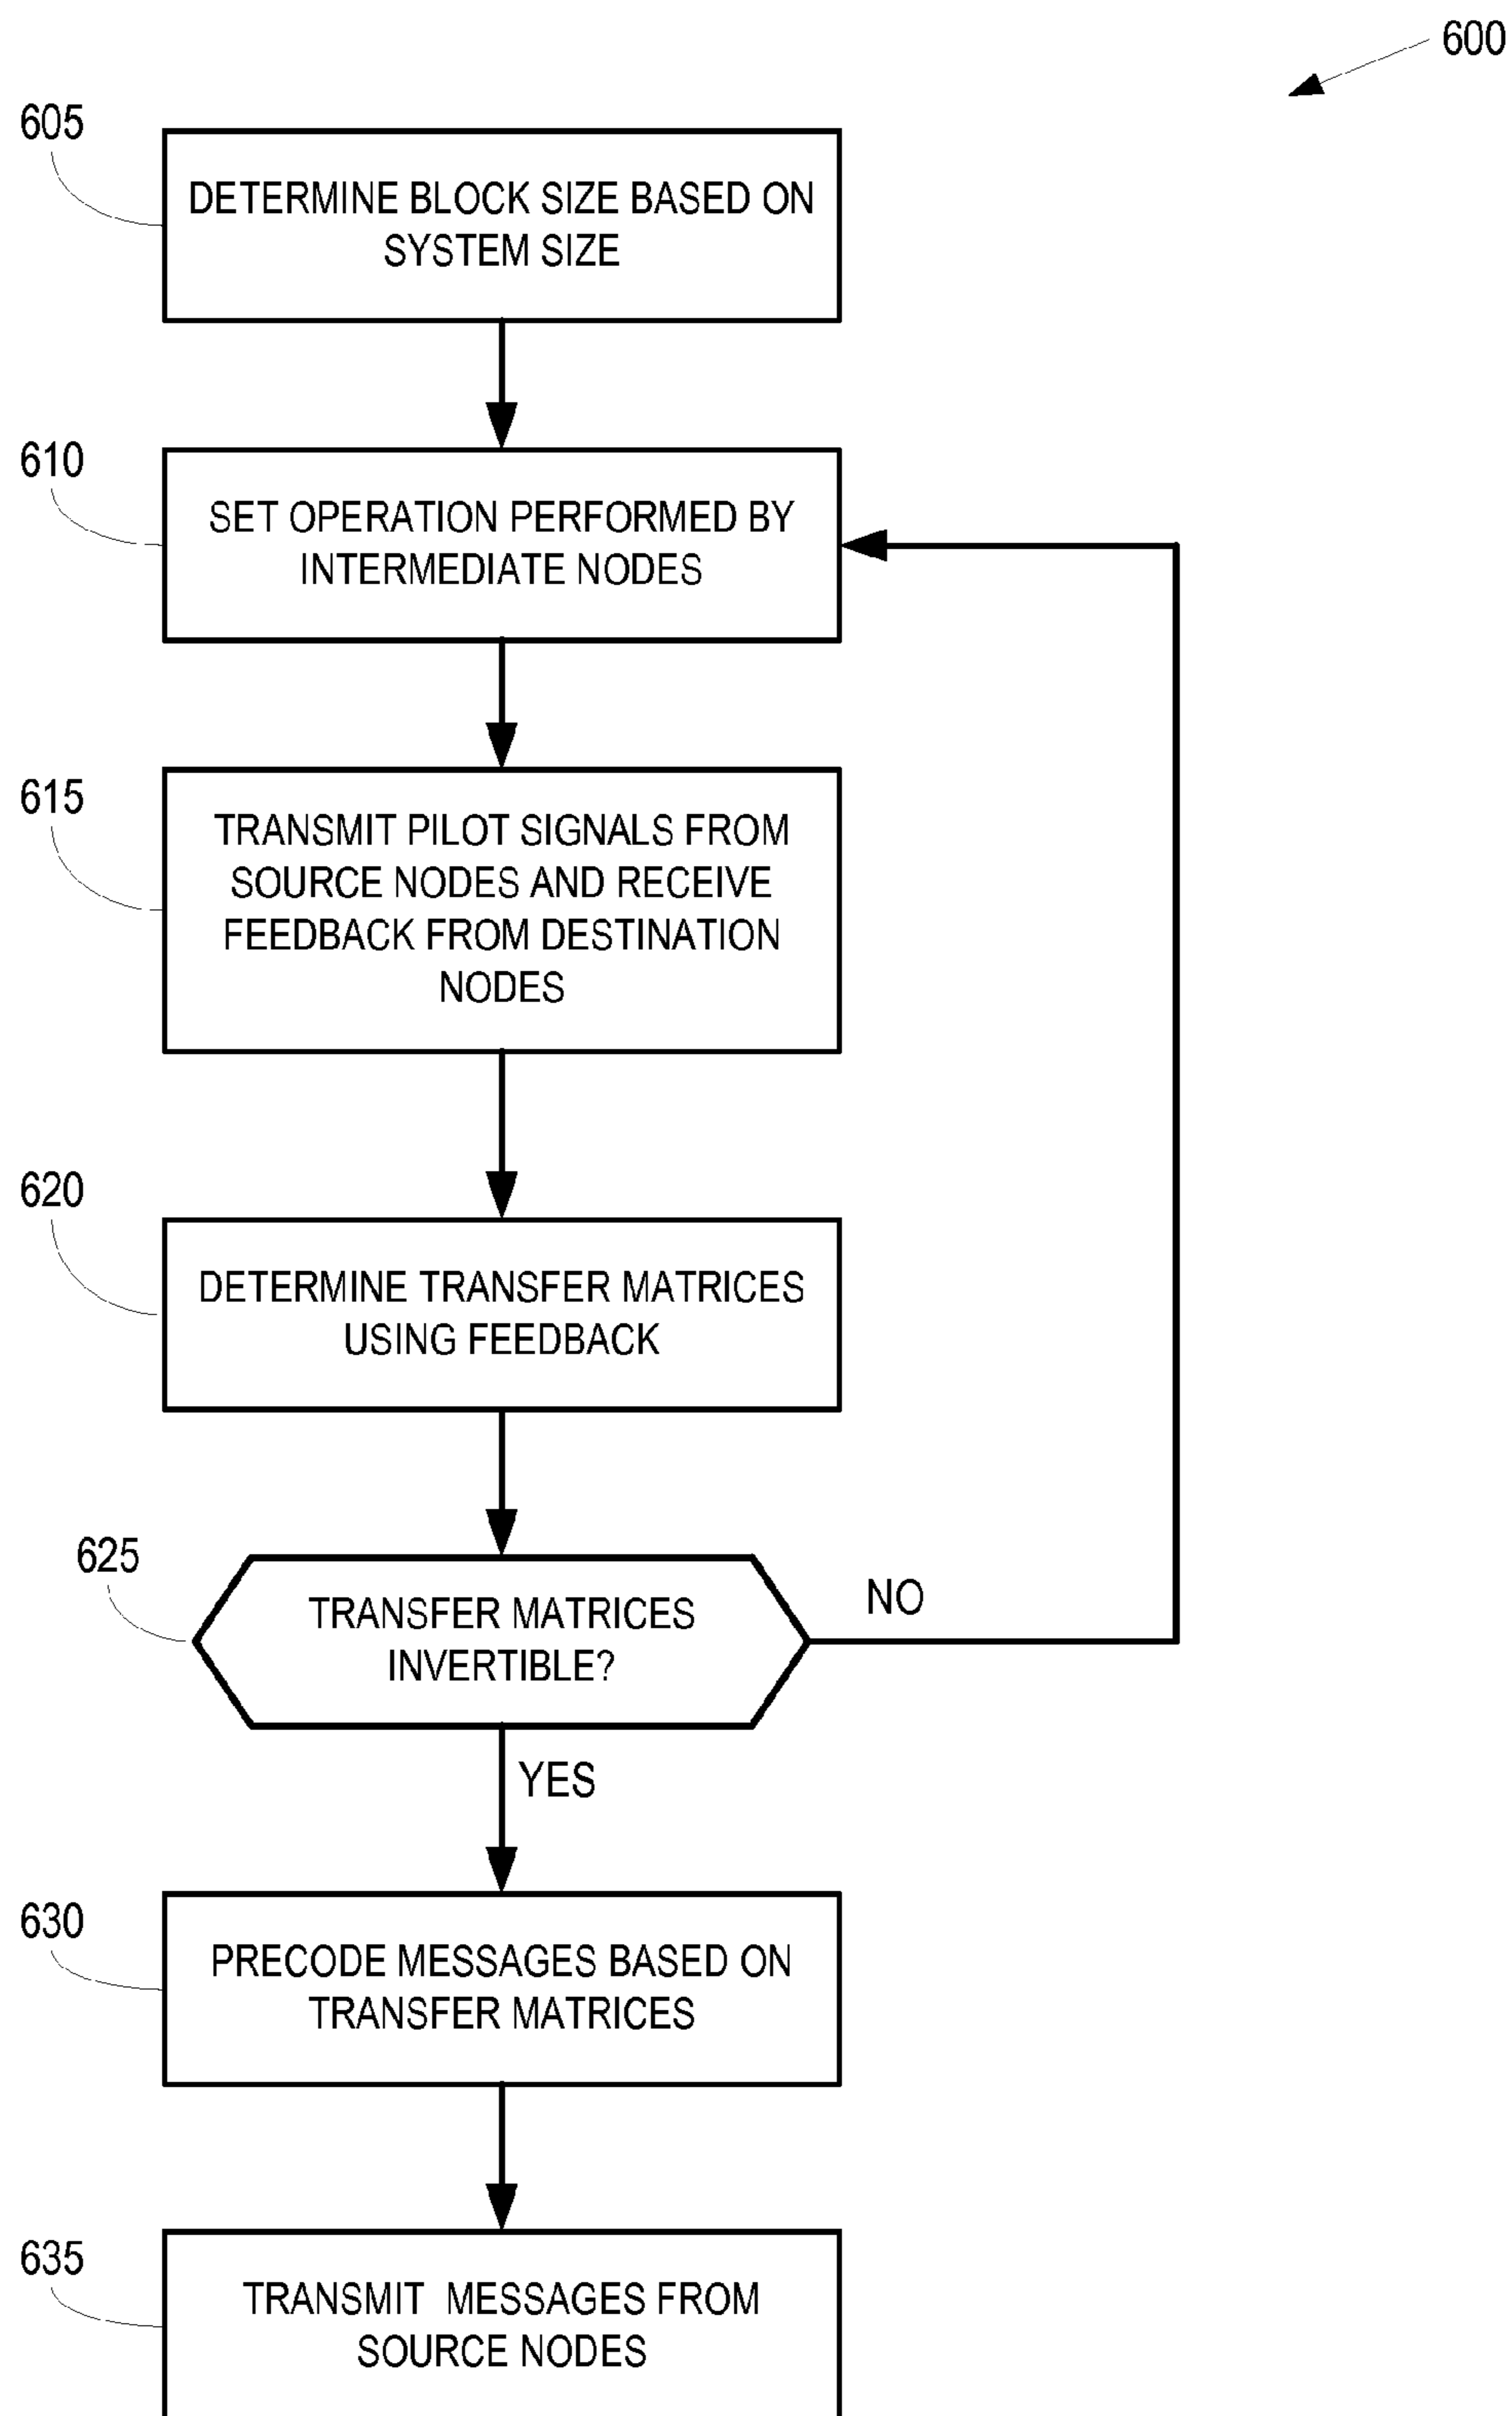 600
605
DETERMINE BLOCK SIZE BASED ON
SYSTEM SIZE
610
SET OPERATION PERFORMED BY
INTERMEDIATE NODES
615
TRANSMIT PILOT SIGNALS FROM
SOURCE NODES AND RECEIVE
FEEDBACK FROM DESTINATION
NODES
620
DETERMINE TRANSFER MATRICES
USING FEEDBACK
625
TRANSFER MATRICES
INVERTIBLE?
NO
YES
630
PRECODE MESSAGES BASED ON
TRANSFER MATRICES
635
TRANSMIT MESSAGES FROM
SOURCE NODES